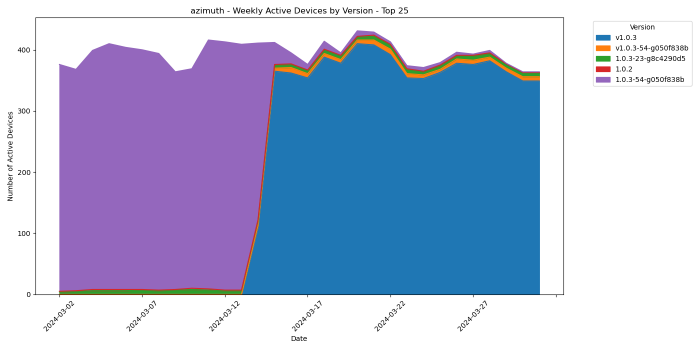 azimuth - Weekly Active Devices by Version - Top 25
Number of Active Devices
400
300
200
100
0
2024-03-02
2024-03-07
2024-03-12
2024-03-17
2024-03-22
2024-03-27
Date
Version
v1.0.3
v1.0.3-54-g050f838b
1.0.3-23-g8c4290d5
1.0.2
1.0.3-54-g050f838b